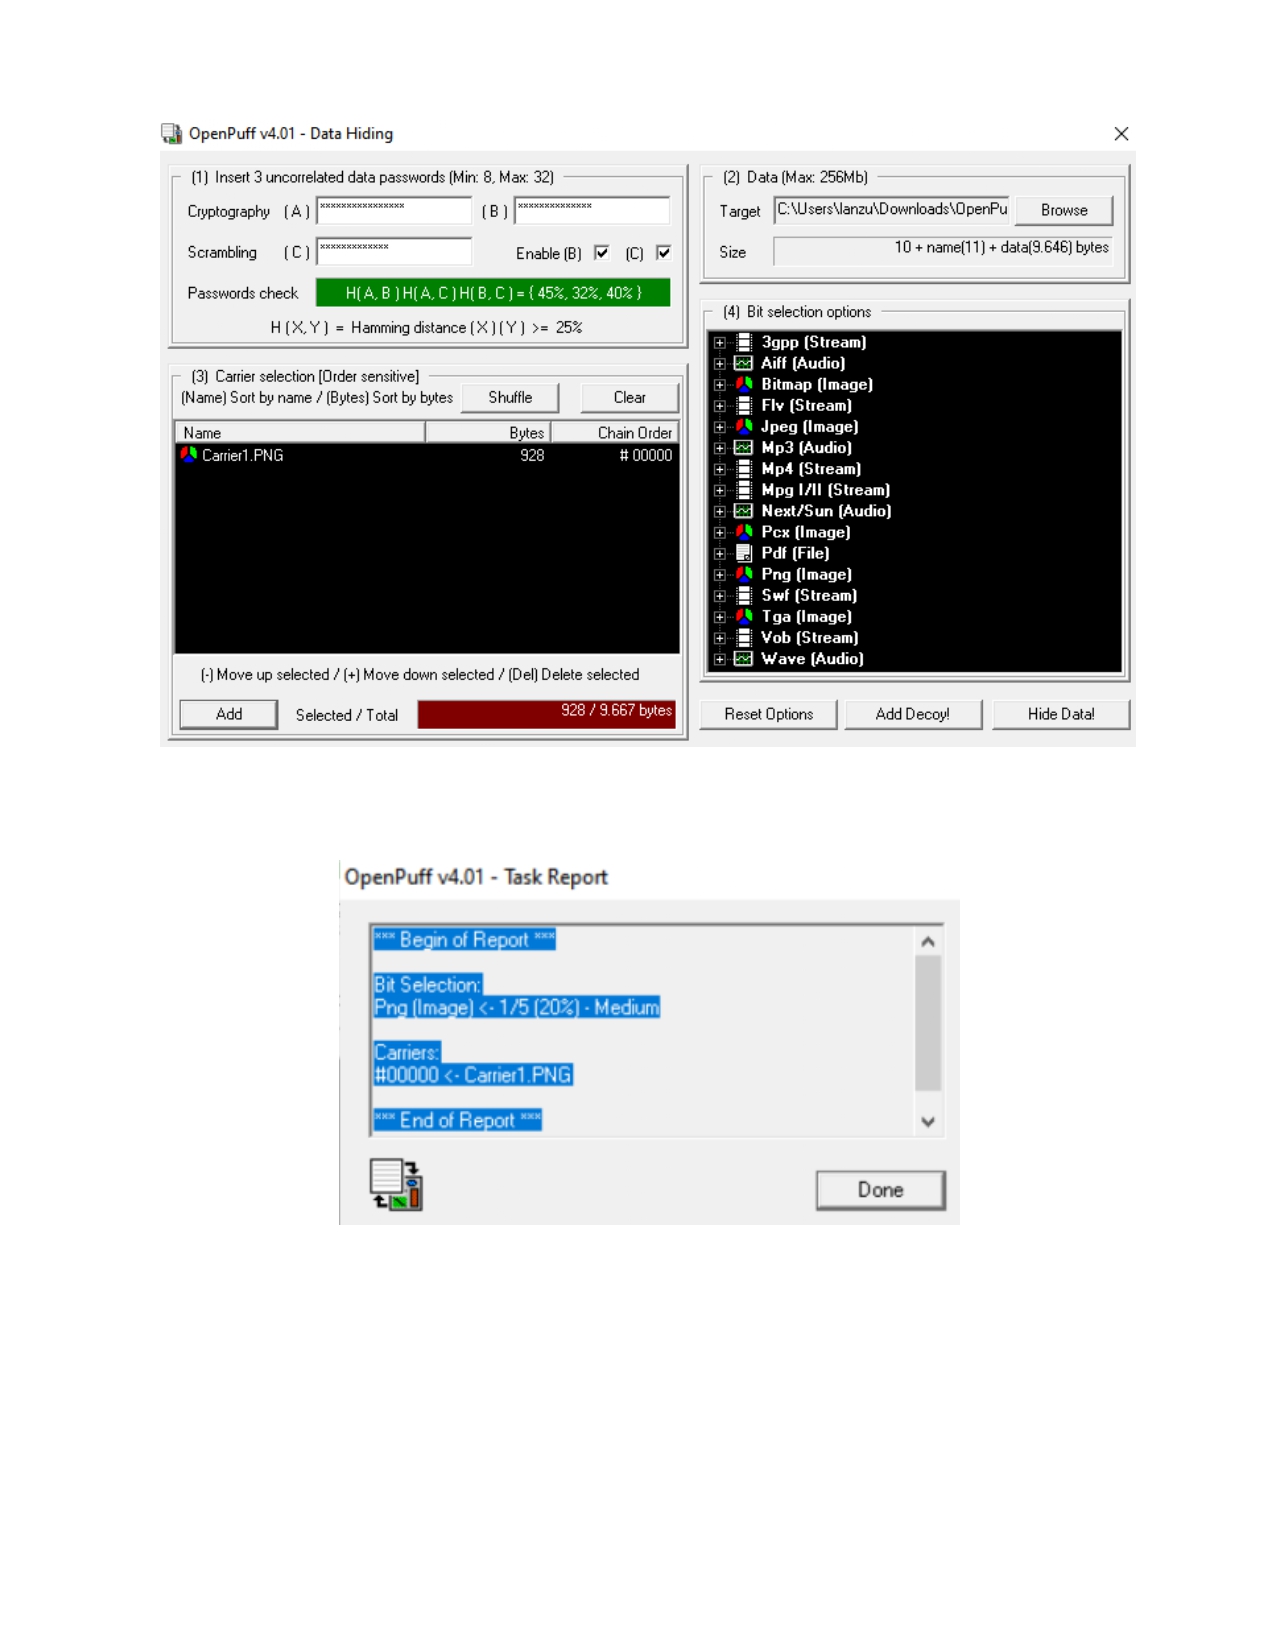 OpenPuff v4.01 - Data Hiding
(1) Insert 3 uncorrelated data passwords (Min: 8, Max: 32)
Cryptography (A) **************** (B) **************
Scrambling (C) ************* Enable (B) (C)
Passwords check H( A, B ) H( A, C ) H( B, C ) = { 45%, 32%, 40% }
H ( X, Y ) = Hamming distance ( X ) ( Y ) >= 25%
(2) Data (Max: 256Mb)
Target C:\Users\lanzu\Downloads\OpenPu Browse
Size 10 + name(11) + data(9.646) bytes
(3) Carrier selection [Order sensitive]
(Name) Sort by name / (Bytes) Sort by bytes Shuffle Clear
Name Bytes Chain Order
Carrier1.PNG 928 # 00000
(-) Move up selected / (+) Move down selected / (Del) Delete selected
Add Selected / Total 928 / 9.667 bytes
(4) Bit selection options
3gpp (Stream)
Aiff (Audio)
Bitmap (Image)
Flv (Stream)
Jpeg (Image)
Mp3 (Audio)
Mp4 (Stream)
Mpg I/II (Stream)
Next/Sun (Audio)
Pcx (Image)
Pdf (File)
Png (Image)
Swf (Stream)
Tga (Image)
Vob (Stream)
Wave (Audio)
Reset Options Add Decoy! Hide Data!
OpenPuff v4.01 - Task Report
*** Begin of Report ***
Bit Selection:
Png (Image) <- 1/5 (20%) - Medium
Carriers:
#00000 <- Carrier1.PNG
*** End of Report ***
Done